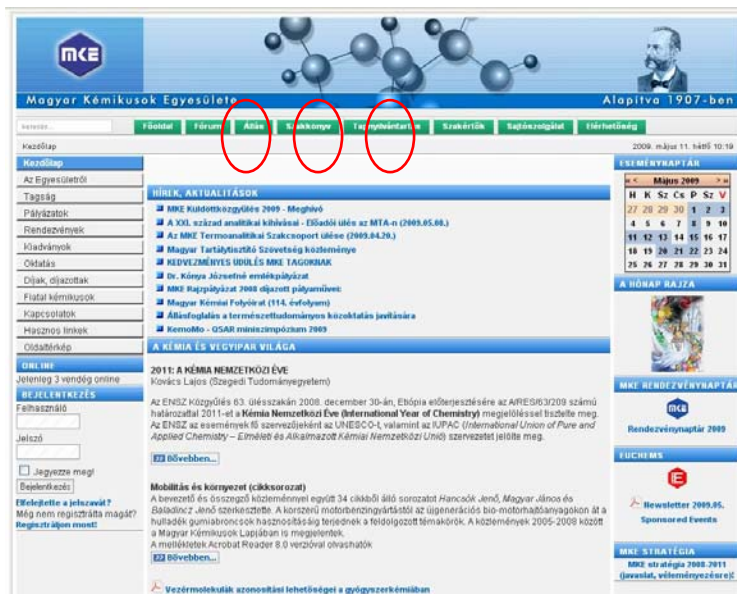 MKE
Magyar Kémikusok Egyesülete
Alapítva 1907-ben
keresés...
Főoldal Fórum Állás Szakkönyv Tagnyilvántartás Szakértők Sajtószolgálat Elérhetőség
Kezdőlap
2009. május 11. hétfő 10:19
Kezdőlap
Az Egyesületről
Tagság
Pályázatok
Rendezvények
Kiadványok
Oktatás
Díjak, díjazottak
Fiatal kémikusok
Kapcsolatok
Hasznos linkek
Oldaltérkép
ONLINE
Jelenleg 3 vendég online
BEJELENTKEZÉS
Felhasználó
Jelszó
Jegyezze meg!
Bejelentkezés
Elfelejtette a jelszavát?
Még nem regisztrálta magát?
Regisztráljon most!
HÍREK, AKTUALITÁSOK
MKE Küldöttközgyűlés 2009 - Meghívó
A XXI. század analitikai kihívásai - Előadói ülés az MTA-n (2009.05.08.)
Az MKE Termoanalitikai Szakcsoport ülése (2009.04.20.)
Magyar Tartálytisztító Szövetség közleménye
KEDVEZMÉNYES ÜDÜLÉS MKE TAGOKNAK
Dr. Kónya Józsefné emlékpályázat
MKE Rajzpályázat 2008 díjazott pályaművei:
Magyar Kémiai Folyóirat (114. évfolyam)
Állásfoglalás a természettudományos közoktatás javítására
KemoMo - QSAR miniszimpózium 2009
A KÉMIA ÉS VEGYIPAR VILÁGA
2011: A KÉMIA NEMZETKÖZI ÉVE
Kovács Lajos (Szegedi Tudományegyetem)
Az ENSZ Közgyűlés 63. ülésszakán 2008. december 30-án, Etiópia előterjesztésére az A/RES/63/209 számú
határozattal 2011-et a Kémia Nemzetközi Éve (International Year of Chemistry) megjelöléssel tisztelte meg.
Az ENSZ az események fő szervezőjeként az UNESCO-t, valamint az IUPAC (International Union of Pure and
Applied Chemistry – Elméleti és Alkalmazott Kémiai Nemzetközi Unió) szervezetet jelölte meg.
Bővebben...
Mobilitás és környezet (cikksorozat)
A bevezető és összegző közleménnyel együtt 34 cikkből álló sorozatot Hancsók Jenő, Magyar János és
Baladincz Jenő szerkesztette. A korszerű motorbenzingyártástól az újgenerációs bio-motorhajtóanyagokon át a
hulladék gumiabroncsok hasznosításáig terjednek a feldolgozott témakörök. A közlemények 2005-2008 között
a Magyar Kémikusok Lapjában is megjelentek.
A mellékletek Acrobat Reader 8.0 verzióval olvashatók
Bővebben...
Vezérmolekulák azonosítási lehetőségei a gyógyszerkémiában
ESEMÉNYNAPTÁR
« < Május 2009 > »
H K Sz Cs P Sz V
27 28 29 30 1 2 3
4 5 6 7 8 9 10
11 12 13 14 15 16 17
18 19 20 21 22 23 24
25 26 27 28 29 30 31
A HÓNAP RAJZA
MKE RENDEZVÉNYNAPTÁR
MKE
Rendezvénynaptár 2009
EUCHEMS
Newsletter 2009.05.
Sponsored Events
MKE STRATÉGIA
MKE stratégia 2008-2011
(javaslat, véleményezésre)!